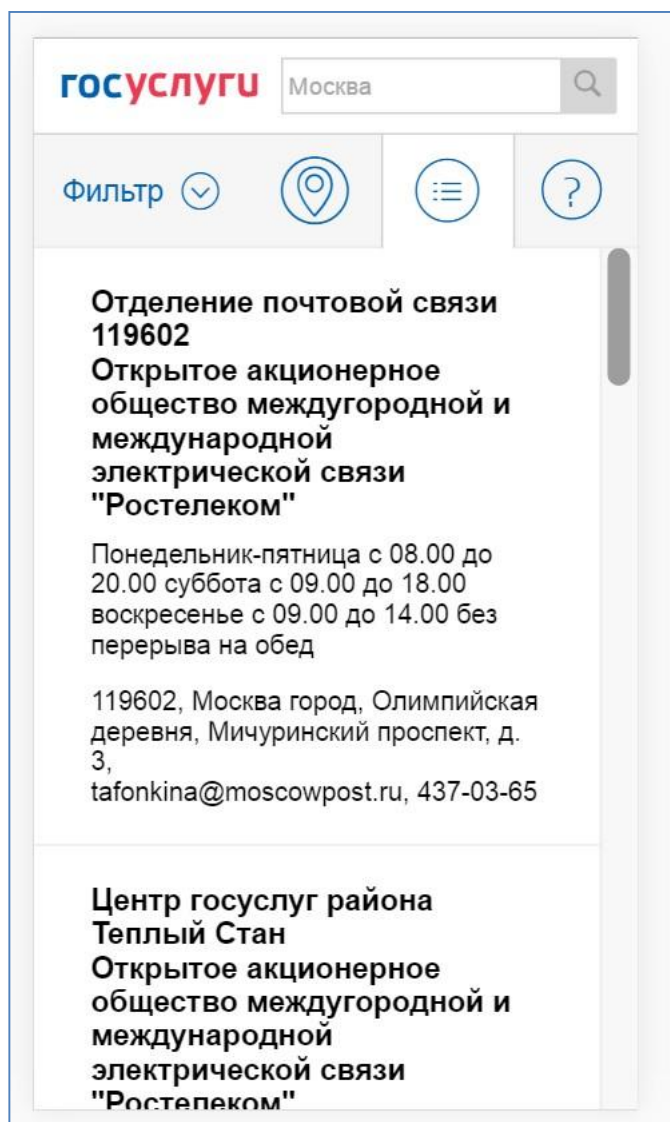 госуслуги
Москва
Фильтр
?
Отделение почтовой связи
119602
Открытое акционерное
общество междугородной и
международной
электрической связи
"Ростелеком"
Понедельник-пятница с 08.00 до
20.00 суббота с 09.00 до 18.00
воскресенье с 09.00 до 14.00 без
перерыва на обед
119602, Москва город, Олимпийская
деревня, Мичуринский проспект, д.
3,
tafonkina@moscowpost.ru, 437-03-65
Центр госуслуг района
Теплый Стан
Открытое акционерное
общество междугородной и
международной
электрической связи
"Ростелеком"